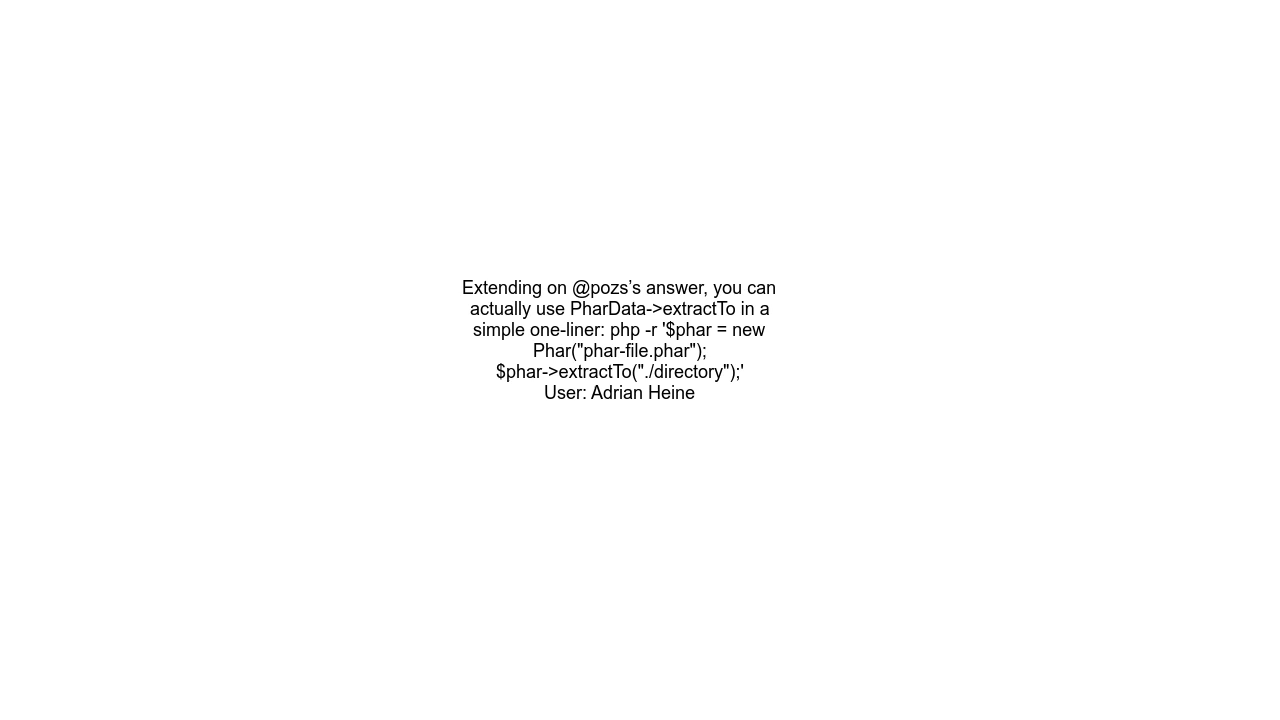 Extending on @pozs’s answer, you can
actually use PharData->extractTo in a
simple one-liner: php -r '$phar = new
Phar("phar-file.phar");
$phar->extractTo("./directory");'
User: Adrian Heine